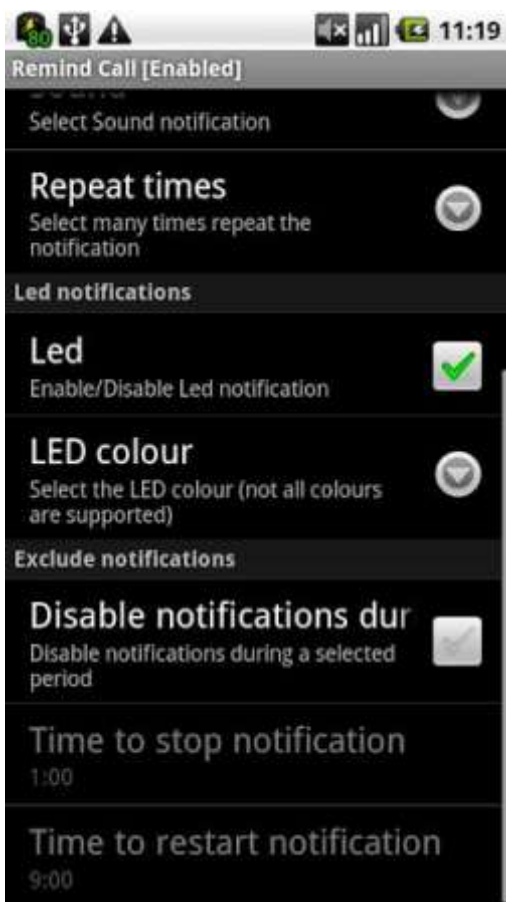 80
11:19
Remind Call [Enabled]
Sound
Select Sound notification
Repeat times
Select many times repeat the
notification
Led notifications
Led
Enable/Disable Led notification
LED colour
Select the LED colour (not all colours
are supported)
Exclude notifications
Disable notifications dur
Disable notifications during a selected
period
Time to stop notification
1:00
Time to restart notification
9:00